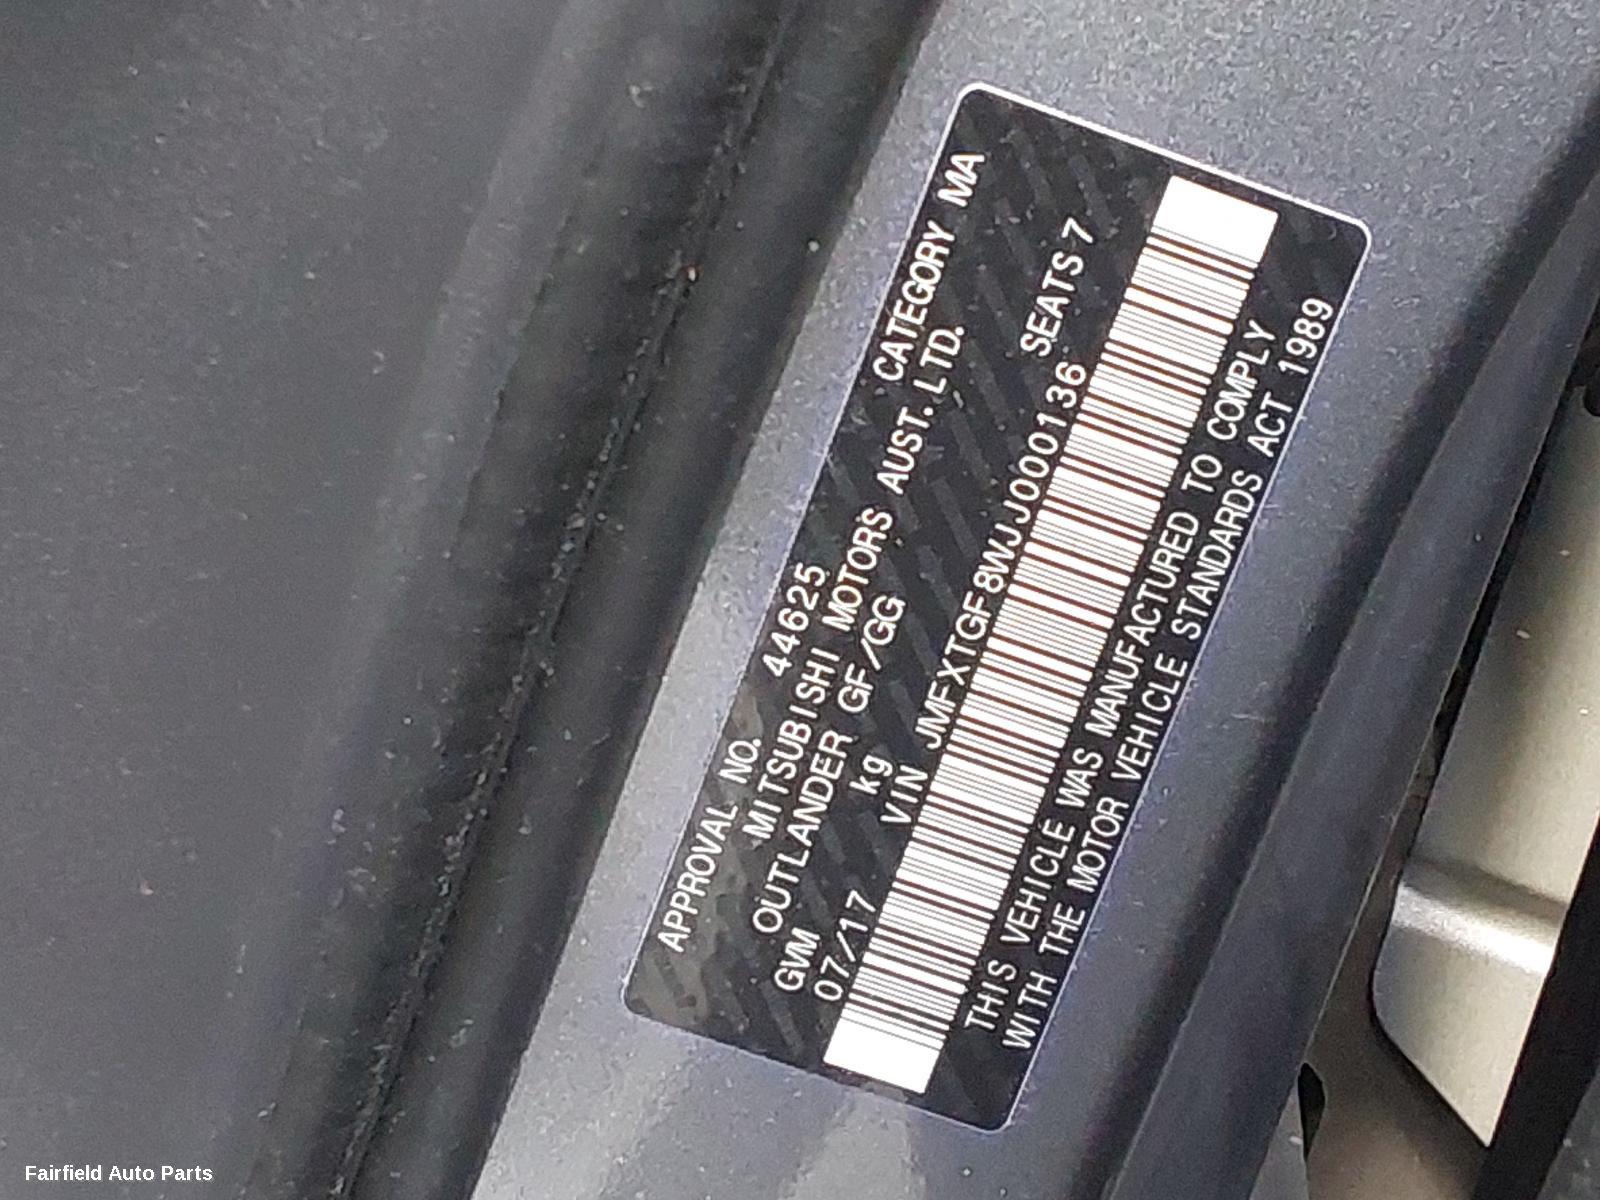 APPROVAL NO. 44625 CATEGORY MA
MITSUBISHI MOTORS AUST. LTD.
OUTLANDER GF/GG
GVM kg SEATS 7
07/17 VIN JMFXTGF8WJJ000136
THIS VEHICLE WAS MANUFACTURED TO COMPLY
WITH THE MOTOR VEHICLE STANDARDS ACT 1989
Fairfield Auto Parts